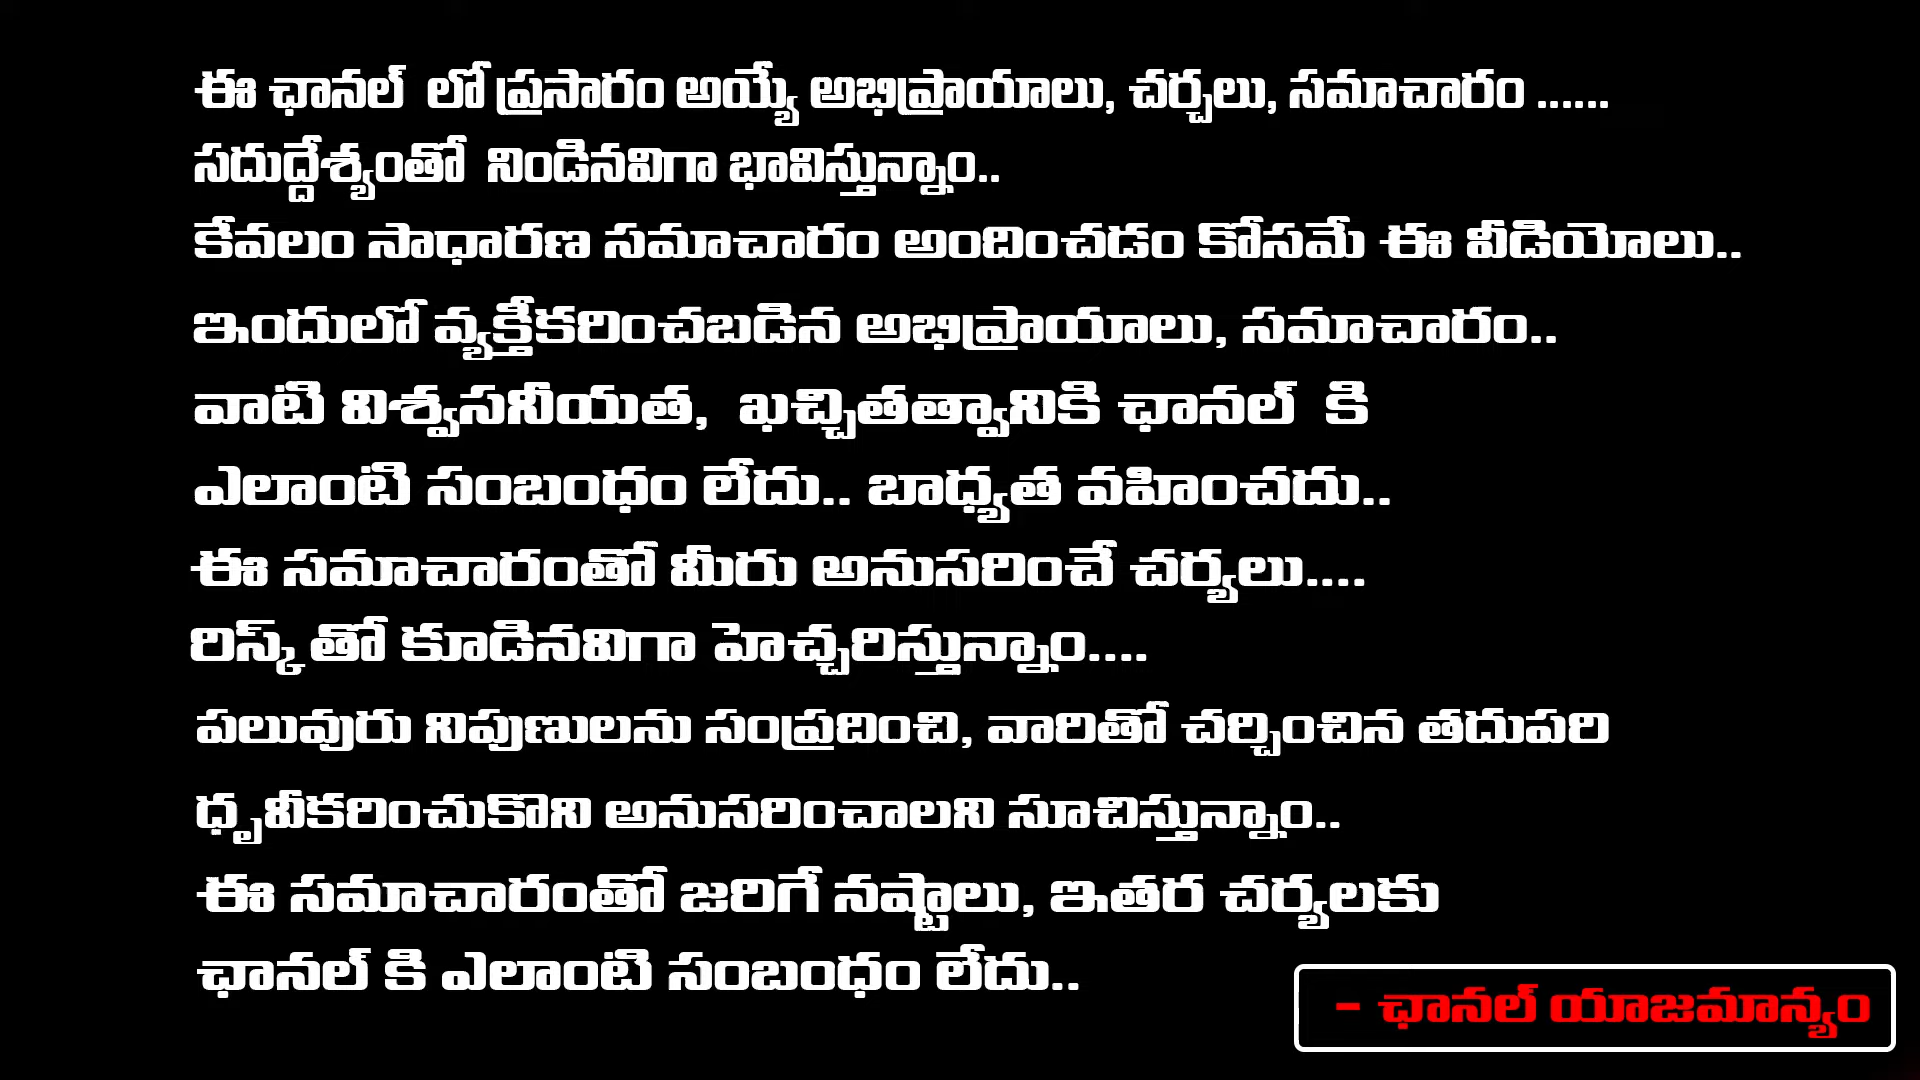 ఈ ఛానల్ లో ప్రసారం అయ్యే అభిప్రాయాలు, చర్చలు, సమాచారం ......
సదుద్దేశ్యంతో నిండినవిగా భావిస్తున్నాం..
కేవలం సాధారణ సమాచారం అందించడం కోసమే ఈ వీడియోలు..
ఇందులో వ్యక్తీకరించబడిన అభిప్రాయాలు, సమాచారం..
వాటి విశ్వసనీయత, ఖచ్చితత్వానికి ఛానల్ కి
ఎలాంటి సంబంధం లేదు.. బాధ్యత వహించదు..
ఈ సమాచారంతో మీరు అనుసరించే చర్యలు....
రిస్క్ తో కూడినవిగా హెచ్చరిస్తున్నాం....
పలువురు నిపుణులను సంప్రదించి, వారితో చర్చించిన తదుపరి
ధృవీకరించుకొని అనుసరించాలని సూచిస్తున్నాం..
ఈ సమాచారంతో జరిగే నష్టాలు, ఇతర చర్యలకు
ఛానల్ కి ఎలాంటి సంబంధం లేదు..
- ఛానల్ యాజమాన్యం